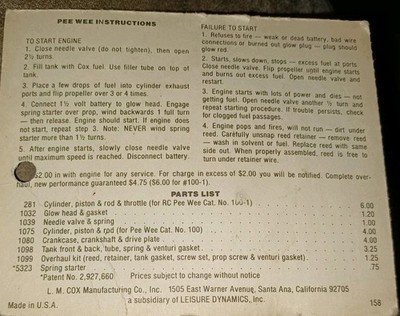 PEE WEE INSTRUCTIONS
TO START ENGINE
1. Close needle valve (do not tighten), then open
2½ turns.
2. Fill tank with Cox fuel. Use filler tube on top of
tank.
3. Place a few drops of fuel into cylinder exhaust
ports and flip propeller over 3 or 4 times.
4. Connect 1½ volt battery to glow head. Engage
spring starter over prop, wind backwards 1 full turn
— then release. Engine should start. If engine does
not start, repeat step 3. Note: NEVER wind spring
starter more than 1½ turns.
5. After engine starts, slowly close needle valve
until maximum speed is reached. Disconnect battery.
FAILURE TO START
1. Refuses to fire — weak or dead battery, bad wire
connections or burned out glow plug — plug should
glow red.
2. Starts, slows down, stops — excess fuel at ports.
Close needle valve. Flip propeller until engine starts
and burns out excess fuel. Open needle valve and
restart.
3. Engine starts with lots of power and dies — not
getting fuel. Open needle valve another ½ turn and
repeat starting procedure. If trouble persists, check
for clogged fuel passages.
4. Engine pops and fires, will not run — dirt under
reed. Carefully unsnap reed retainer — remove reed
— wash in solvent or fuel. Replace reed with same
side out. When properly assembled, reed is free to
turn under retainer wire.
$2.00 in with engine for any service. For charge in excess of $2.00 you will be notified. Complete over-
haul, new performance guaranteed $4.75 ($6.00 for #100-1).
PARTS LIST
281 Cylinder, piston & rod & throttle (for RC Pee Wee Cat. No. 100-1) 6.00
1032 Glow head & gasket 1.20
1039 Needle valve & spring 1.00
1075 Cylinder, piston & rod (for Pee Wee Cat. No. 100) 4.00
1080 Crankcase, crankshaft & drive plate 4.00
1098 Tank front & back, tube, spring & venturi gasket 3.25
1099 Overhaul kit (reed, retainer, tank gasket, screw set, prop screw & venturi gasket) 1.25
*5323 Spring starter .75
*Patent No. 2,927,660 Prices subject to change without notice
L. M. COX Manufacturing Co., Inc. 1505 East Warner Avenue, Santa Ana, California 92705
a subsidiary of LEISURE DYNAMICS, Inc.
Made in U.S.A. 158